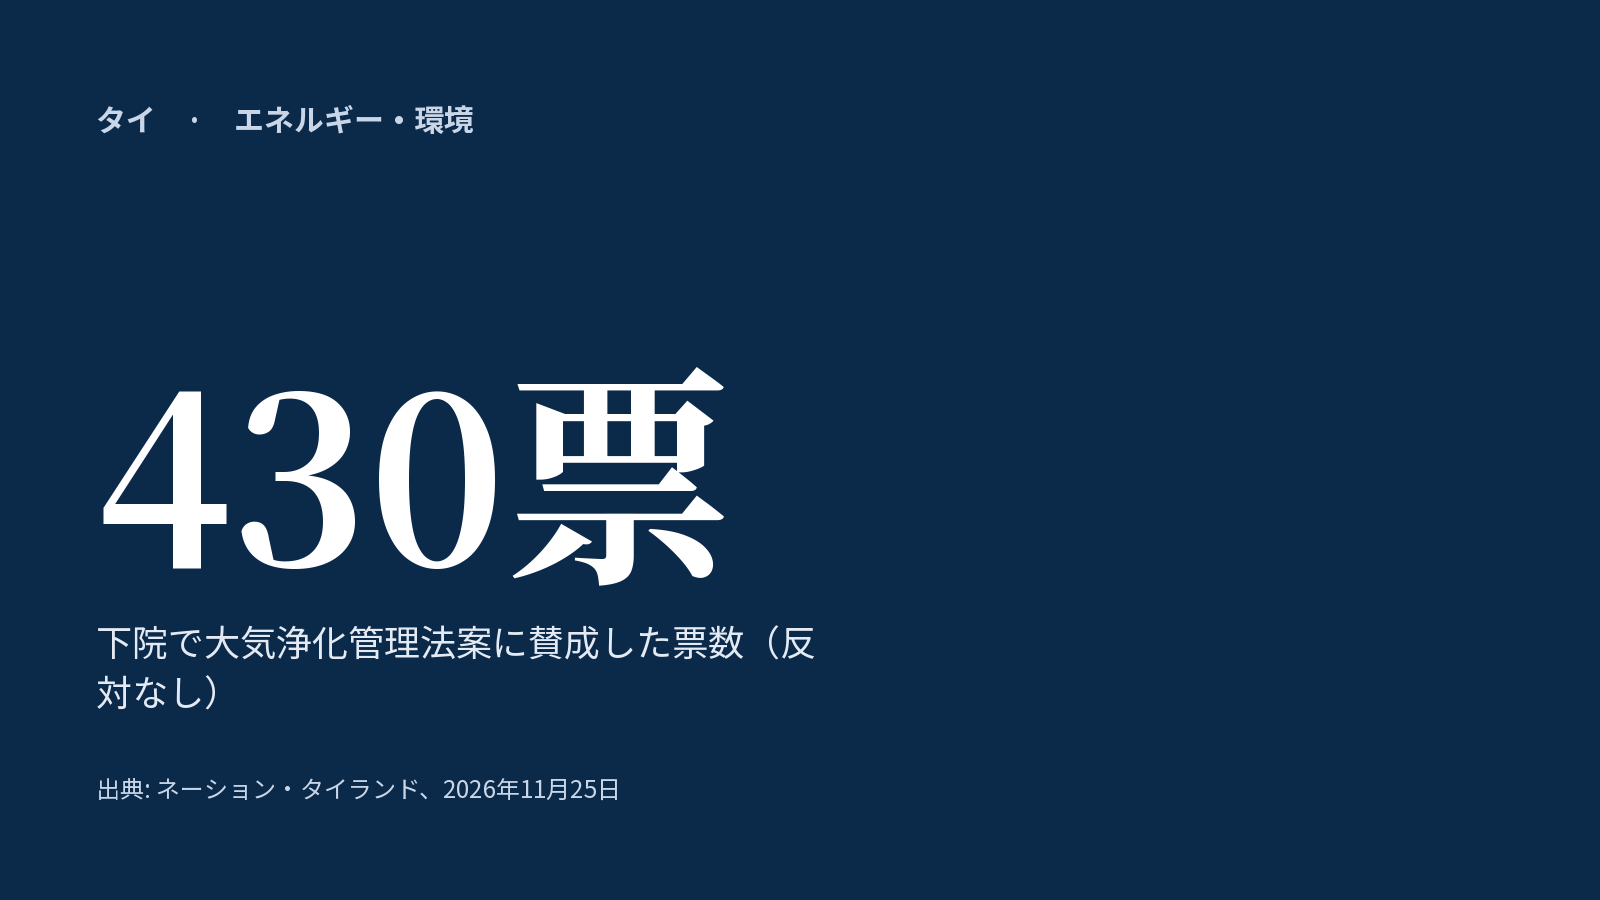 タイ · エネルギー・環境
430票
下院で大気浄化管理法案に賛成した票数（反
対なし）
出典: ネーション・タイランド、2026年11月25日